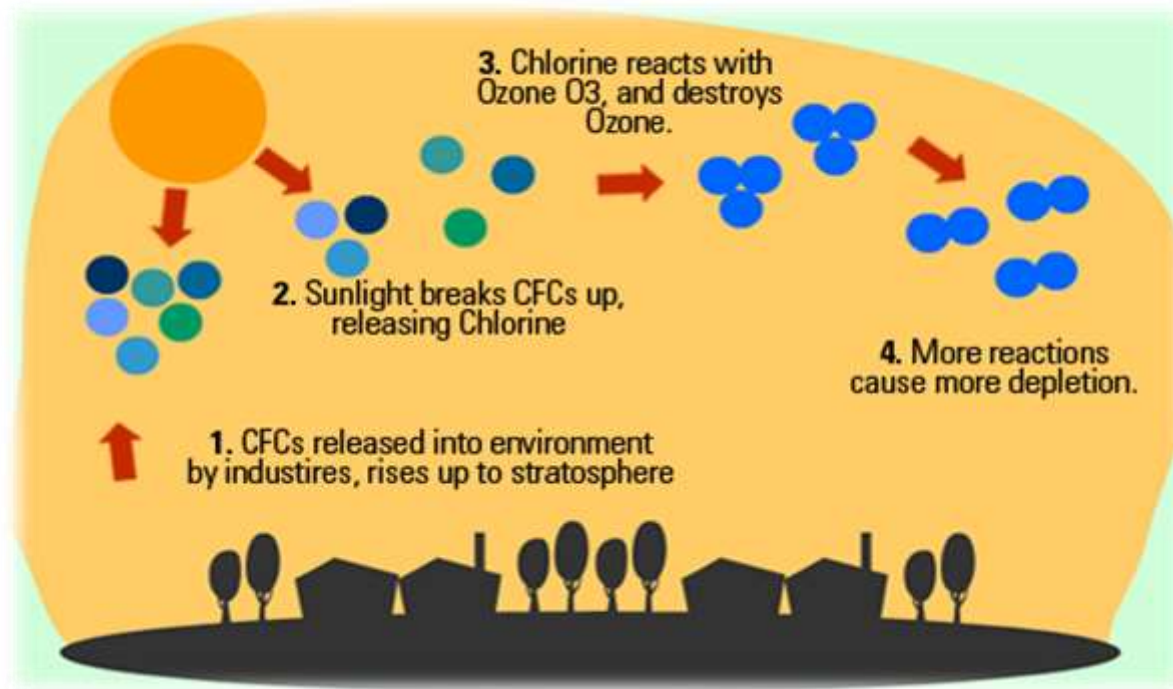 3. Chlorine reacts with
Ozone O3, and destroys
Ozone.
2. Sunlight breaks CFCs up,
releasing Chlorine
4. More reactions
cause more depletion.
1. CFCs released into environment
by industires, rises up to stratosphere